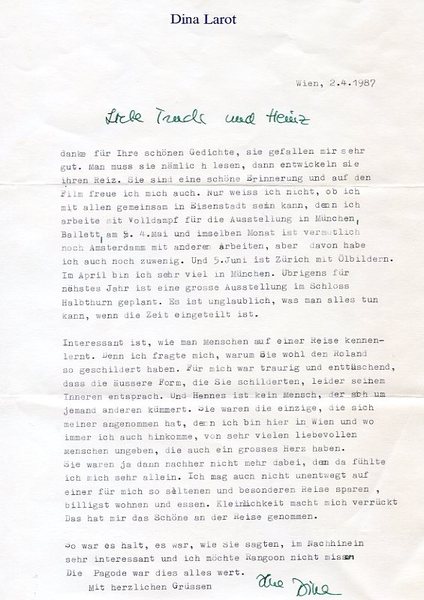 Dina Larot
Wien, 2.4.1987
Liebe Trude und Heinz
danke für Ihre schönen Gedichte, sie gefallen mir sehr
gut. Man muss sie nämlich lesen, dann entwickeln sie
ihren Reiz. Sie sind eine schöne Brinnerung und auf den
Film freue ich mich auch. Nur weiss ich nicht, ob ich
mit allen gemeinsam in Eisenstadt sein kann, denn ich
arbeite mit Volldampf für die Ausstellung in München,
Ballett, am 5. 4.Mai und imselben Monat ist vermutlich
noch Amsterdamm mit anderen Arbeiten, aber davon habe
ich auch noch zuwenig. Und 5.Juni ist Zürich mit Ölbildern.
Im April bin ich sehr viel in München. Übrigens für
nähstes Jahr ist eine grosse Ausstellung im Schloss
Halbthurn geplant. Es ist unglaublich, was man alles tun
kann, wenn die Zeit eingeteilt ist.
Interessant ist, wie man Menschen auf einer Reise kennen-
lernt. Denn ich fragte mich, warum Sie wohl den Roland
so geschildert haben. Für mich war traurig und enttüschend,
dass die äussere Form, die Sie schilderten, leider seinem
Inneren entsprach. Und Hennes ist kein Mensch, der sbh um
jemand anderen kümmert. Sie waren die einzige, die sich
meiner angenommen hat, denn ich bin hier in Wien und wo
immer ich auch hinkomme, von sehr vielen liebevollen
Menschen ungeben, die auch ein grosses Herz haben.
Sie waren ja dann nachher nicht mehr dabei, denn da fühlte
ich mich sehr allein. Ich mag auch nicht unentwegt auf
einer für mich so seltenen und besonderen Reise sparen ,
billigst wohnen und essen. Kleinlichkeit macht mich verrückt
Das hat mir das Schöne an der Reise genommen.
So war es halt, es war, wie Sie sagten, im Nachhinein
sehr interessant und ich möchte Rangoon nicht missen
Die Pagode war dies alles wert.
Mit herzlichen Grüssen
Ihre Dina